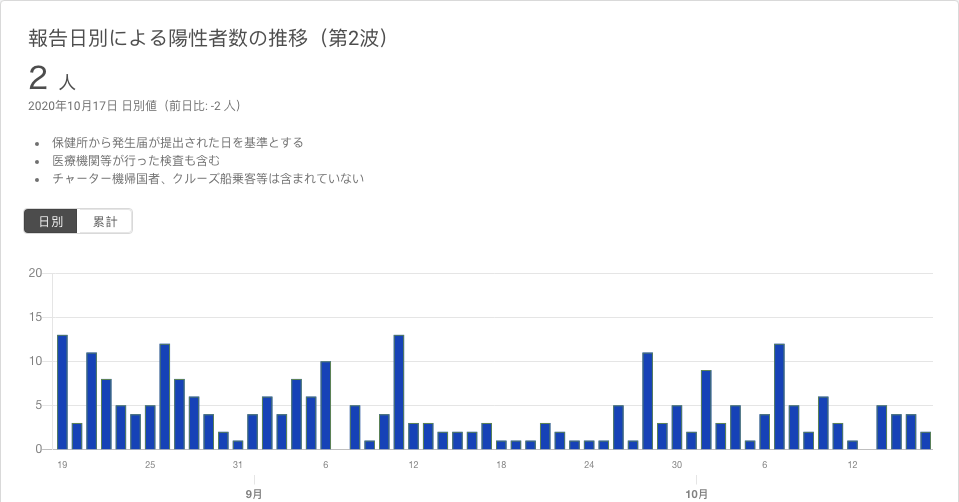 報告日別による陽性者数の推移（第2波）
2 人
2020年10月17日 日別値（前日比: -2 人）
• 保健所から発生届が提出された日を基準とする
• 医療機関等が行った検査も含む
• チャーター機帰国者、クルーズ船乗客等は含まれていない
日別 累計
20
15
10
5
0
19 25 31 6 12 18 24 30 6 12
9月 10月